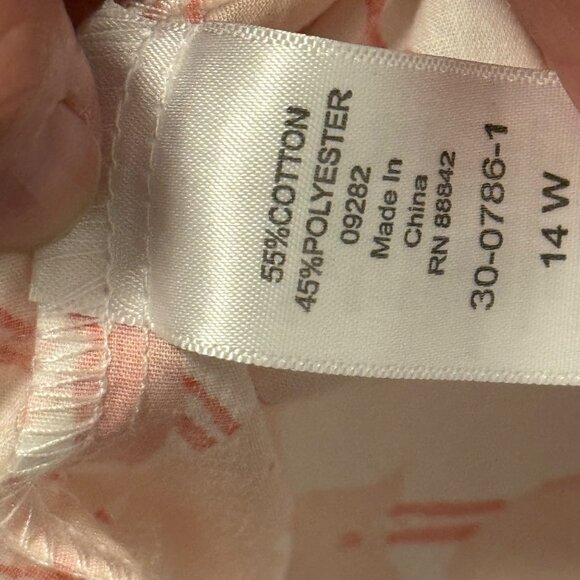 55%COTTON
45%POLYESTER
09282
Made In
China
RN 88842
30-0786-1
14 W